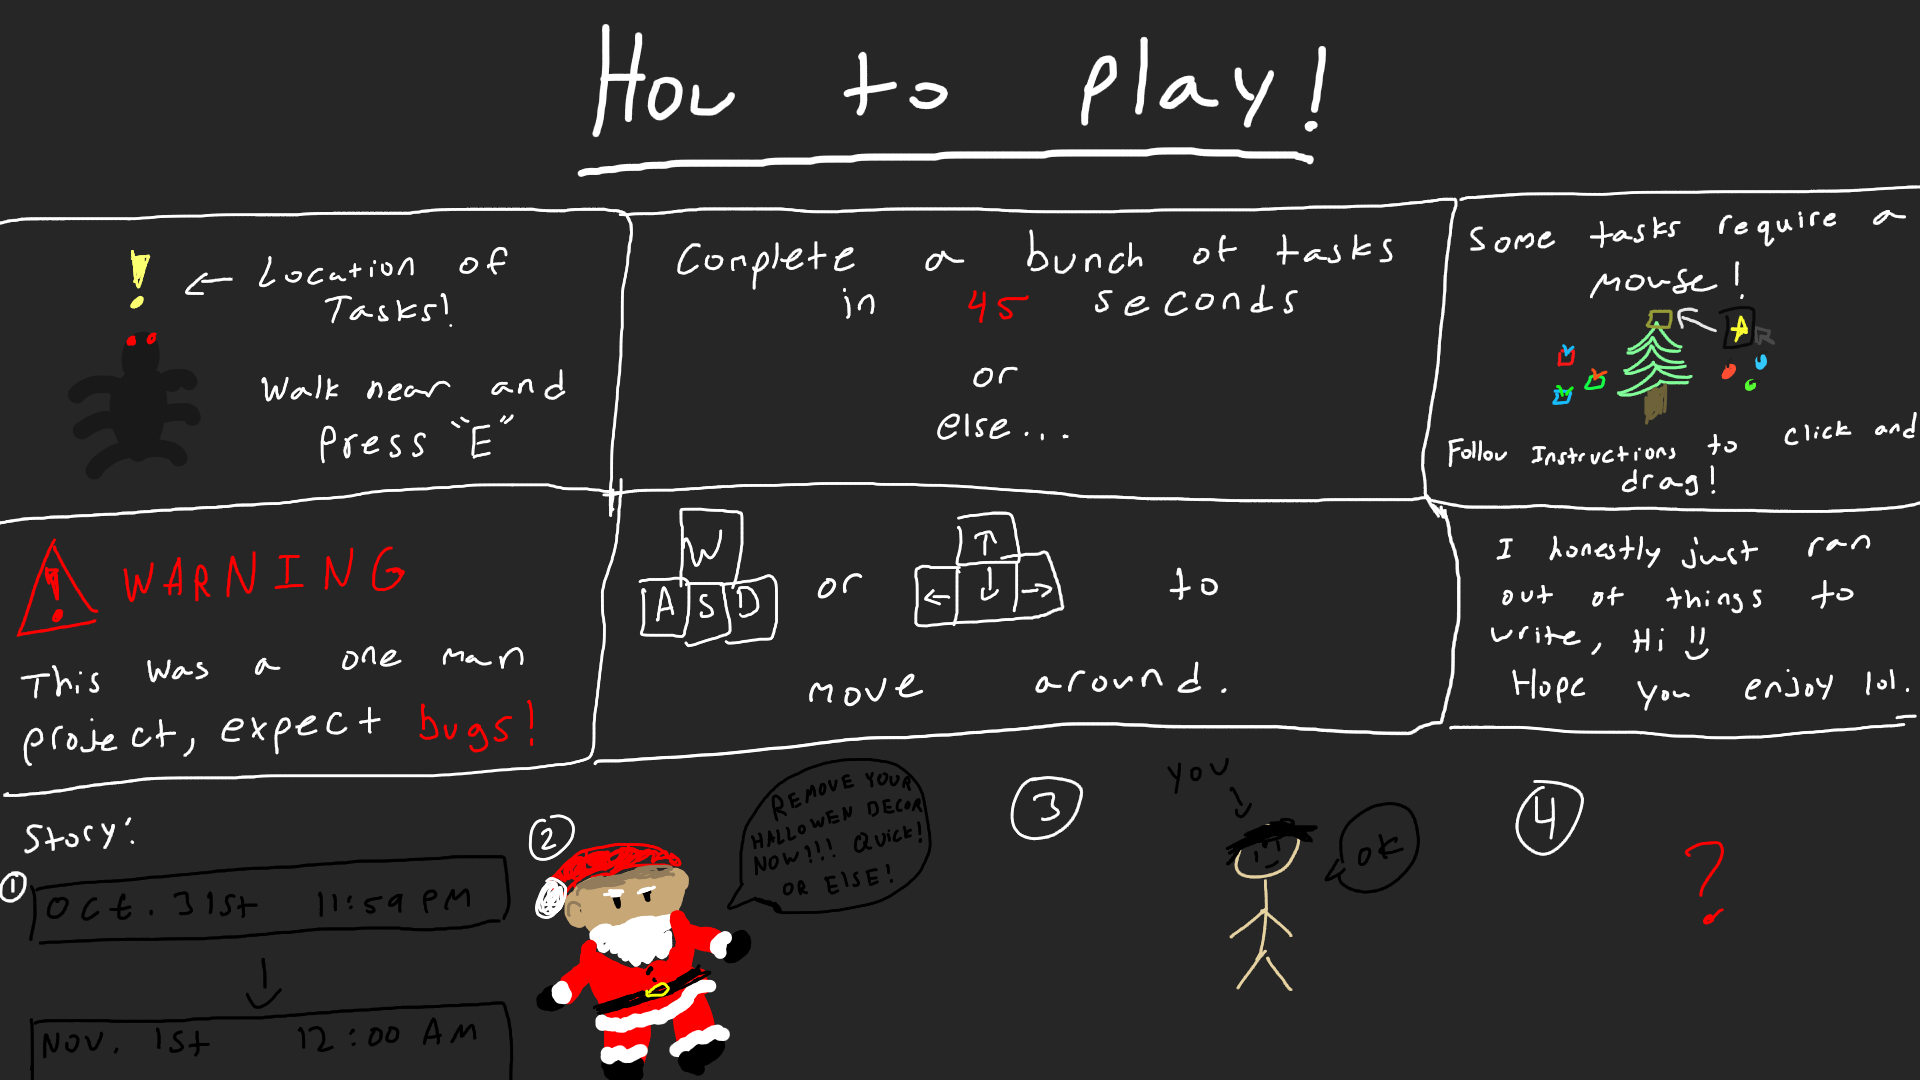 How to play!
! ← Location of
Tasks!
Walk near and
Press "E"
Complete a bunch of tasks
in 45 seconds
or
else...
Some tasks require a
mouse!
Follow Instructions to click and
drag!
! WARNING
This was a one man
project, expect bugs!
W
A S D
or
↑
← ↓ →
to
move around.
I honestly just ran
out of things to
write, Hi !!
Hope you enjoy lol.
Story:
1
Oct. 31st 11:59 PM
↓
Nov. 1st 12:00 AM
2
REMOVE YOUR
HALLOWEN DECOR
NOW!!! QUICK!
OR ElSE!
3
you
OK
4
?